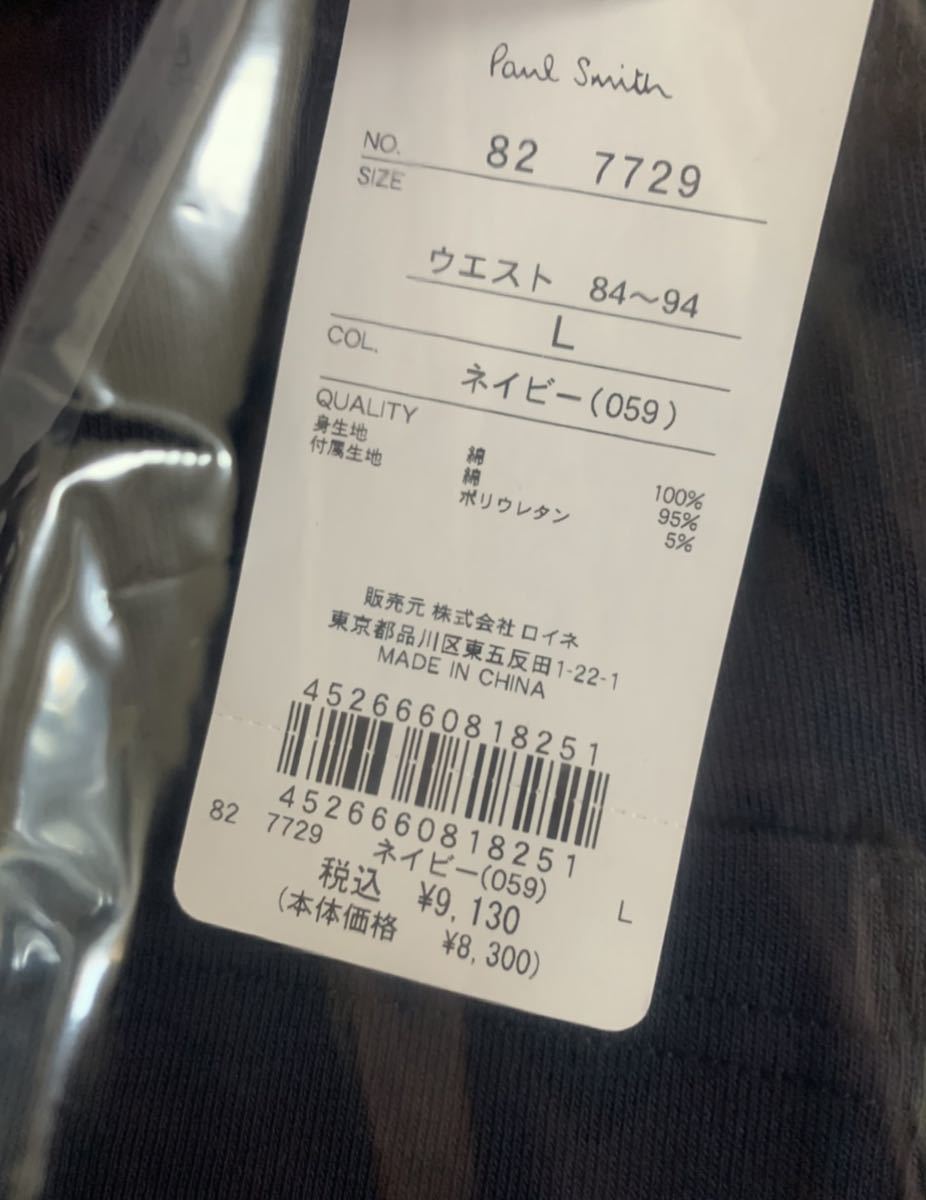 Paul Smith
NO. 82 7729
SIZE
ウエスト 84～94
L
COL.
ネイビー(059)
QUALITY
身生地 綿 100%
付属生地 綿 95%
ポリウレタン 5%
販売元 株式会社 ロイネ
東京都品川区東五反田1-22-1
MADE IN CHINA
4526660818251
4526660818251
82 7729 ネイビー(059) L
税込 ¥9,130
(本体価格 ¥8,300)